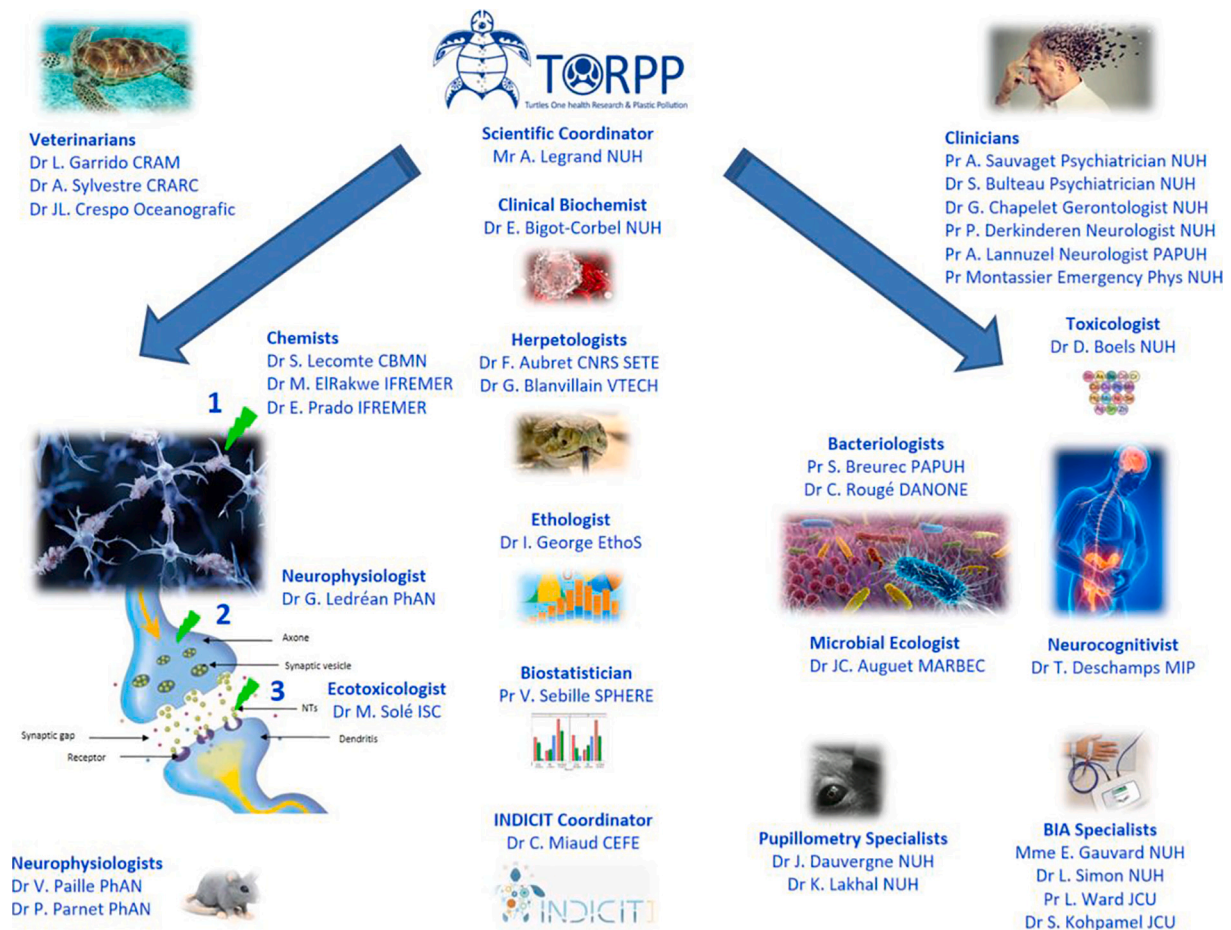 TORPP
Turtles One health Research & Plastic Pollution
Veterinarians
Dr L. Garrido CRAM
Dr A. Sylvestre CRARC
Dr JL. Crespo Oceanografic
Scientific Coordinator
Mr A. Legrand NUH
Clinical Biochemist
Dr E. Bigot-Corbel NUH
Clinicians
Pr A. Sauvaget Psychiatrician NUH
Dr S. Bulteau Psychiatrician NUH
Dr G. Chapelet Gerontologist NUH
Pr P. Derkinderen Neurologist NUH
Pr A. Lannuzel Neurologist PAPUH
Pr Montassier Emergency Phys NUH
Chemists
Dr S. Lecomte CBMN
Dr M. ElRakwe IFREMER
Dr E. Prado IFREMER
1
Herpetologists
Dr F. Aubret CNRS SETE
Dr G. Blanvillain VTECH
Toxicologist
Dr D. Boels NUH
Bacteriologists
Pr S. Breurec PAPUH
Dr C. Rougé DANONE
Ethologist
Dr I. George EthoS
Neurophysiologist
Dr G. Ledréan PhAN
2
Axone
Synaptic vesicle
3
Ecotoxicologist
Dr M. Solé ISC
NTs
Synaptic gap
Dendritis
Receptor
Biostatistician
Pr V. Sebille SPHERE
Microbial Ecologist
Dr JC. Auguet MARBEC
Neurocognitivist
Dr T. Deschamps MIP
Neurophysiologists
Dr V. Paille PhAN
Dr P. Parnet PhAN
INDICIT Coordinator
Dr C. Miaud CEFE
INDICIT
Pupillometry Specialists
Dr J. Dauvergne NUH
Dr K. Lakhal NUH
BIA Specialists
Mme E. Gauvard NUH
Dr L. Simon NUH
Pr L. Ward JCU
Dr S. Kohpamel JCU